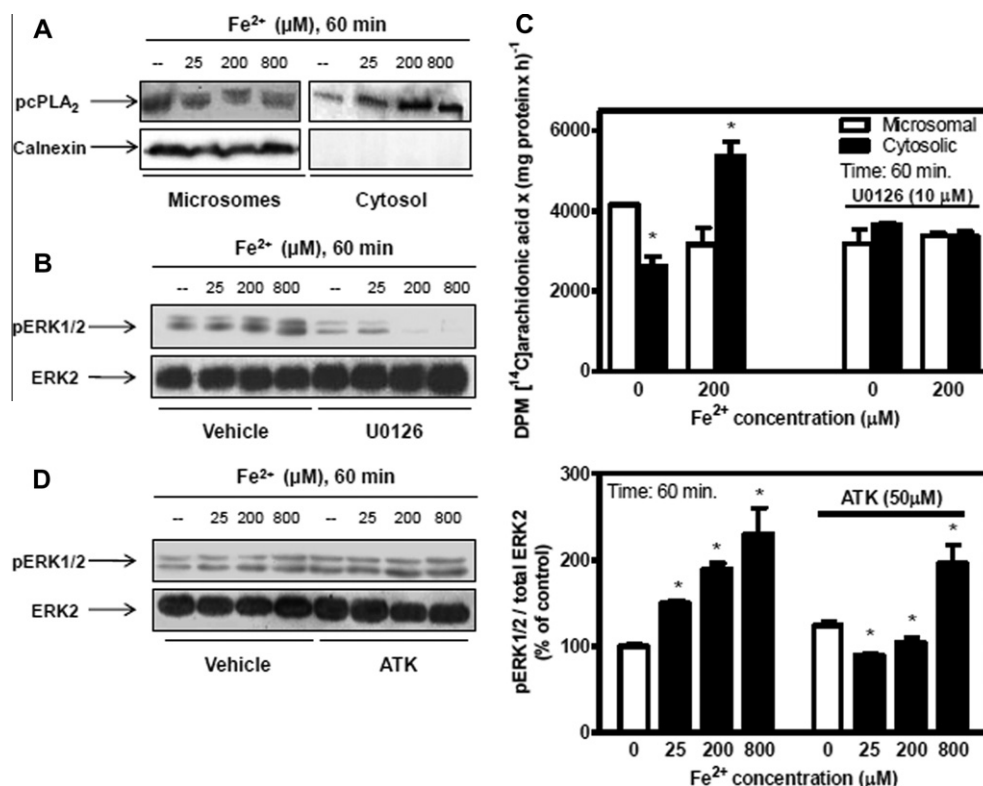 A
Fe²⁺ (µM), 60 min
-- 25 200 800 -- 25 200 800
pcPLA₂
Calnexin
Microsomes Cytosol
B
Fe²⁺ (µM), 60 min
-- 25 200 800 -- 25 200 800
pERK1/2
ERK2
Vehicle U0126
C
DPM [¹⁴C]arachidonic acid x (mg protein x h)⁻¹
6000
4000
2000
0
Microsomal
Cytosolic
Time: 60 min.
U0126 (10 µM)
* *
0 200 0 200
Fe²⁺ concentration (µM)
D
Fe²⁺ (µM), 60 min
-- 25 200 800 -- 25 200 800
pERK1/2
ERK2
Vehicle ATK
pERK1/2 / total ERK2
(% of control)
300
200
100
0
Time: 60 min.
ATK (50µM)
* * * * * *
0 25 200 800 0 25 200 800
Fe²⁺ concentration (µM)